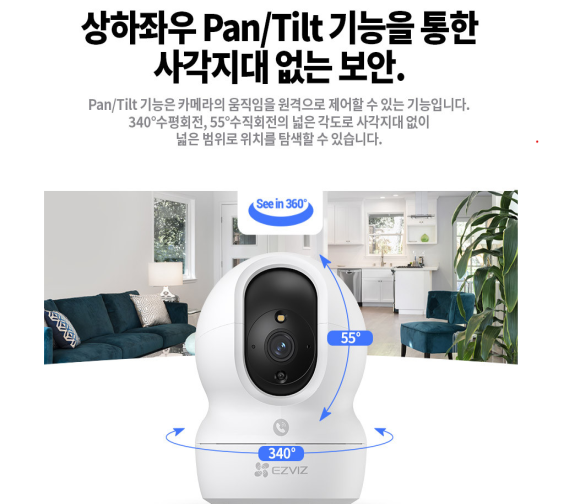 상하좌우 Pan/Tilt 기능을 통한
사각지대 없는 보안.
Pan/Tilt 기능은 카메라의 움직임을 원격으로 제어할 수 있는 기능입니다.
340°수평회전, 55°수직회전의 넓은 각도로 사각지대 없이
넓은 범위로 위치를 탐색할 수 있습니다.
See in 360°
55°
340°
EZVIZ